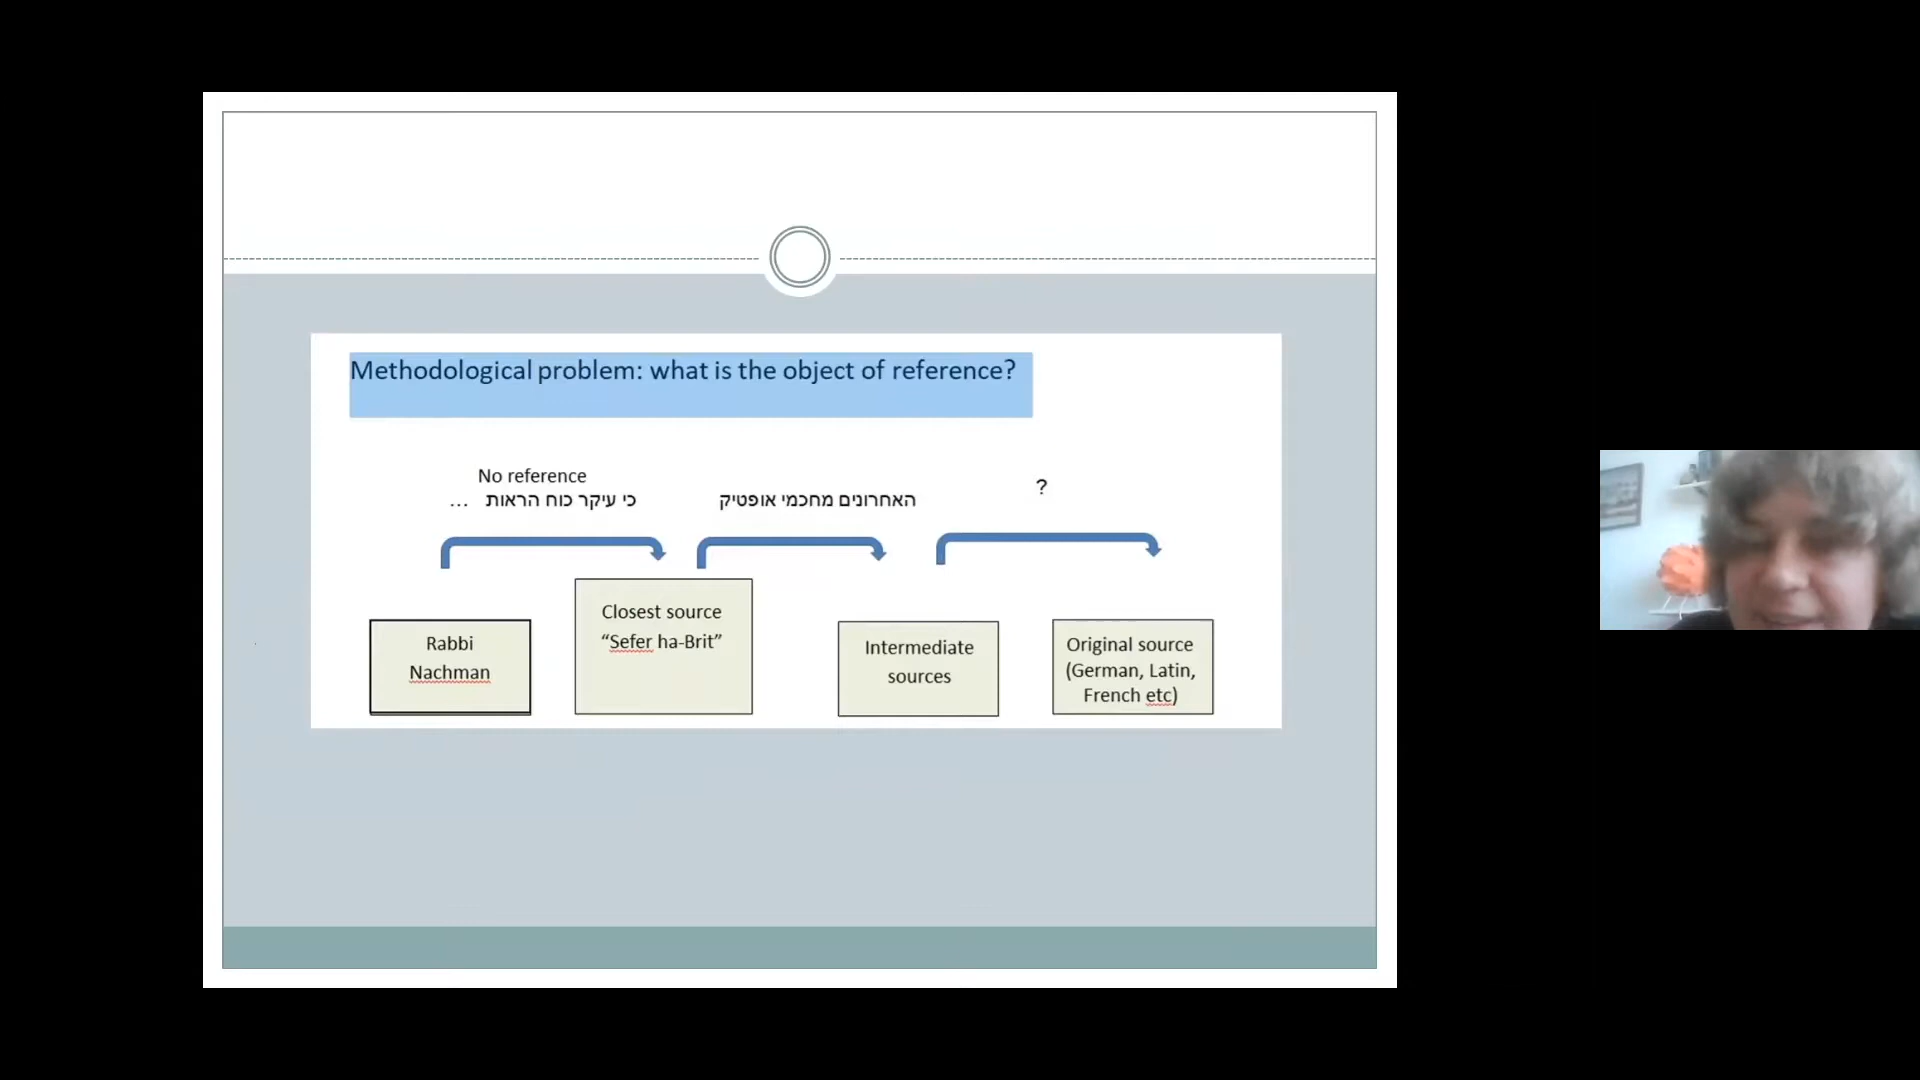 Methodological problem: what is the object of reference?
No reference
כי עיקר כוח הראות ...
האחרונים מחכמי אופטיק
?
Rabbi
Nachman
Closest source
“Sefer ha-Brit”
Intermediate
sources
Original source
(German, Latin,
French etc)